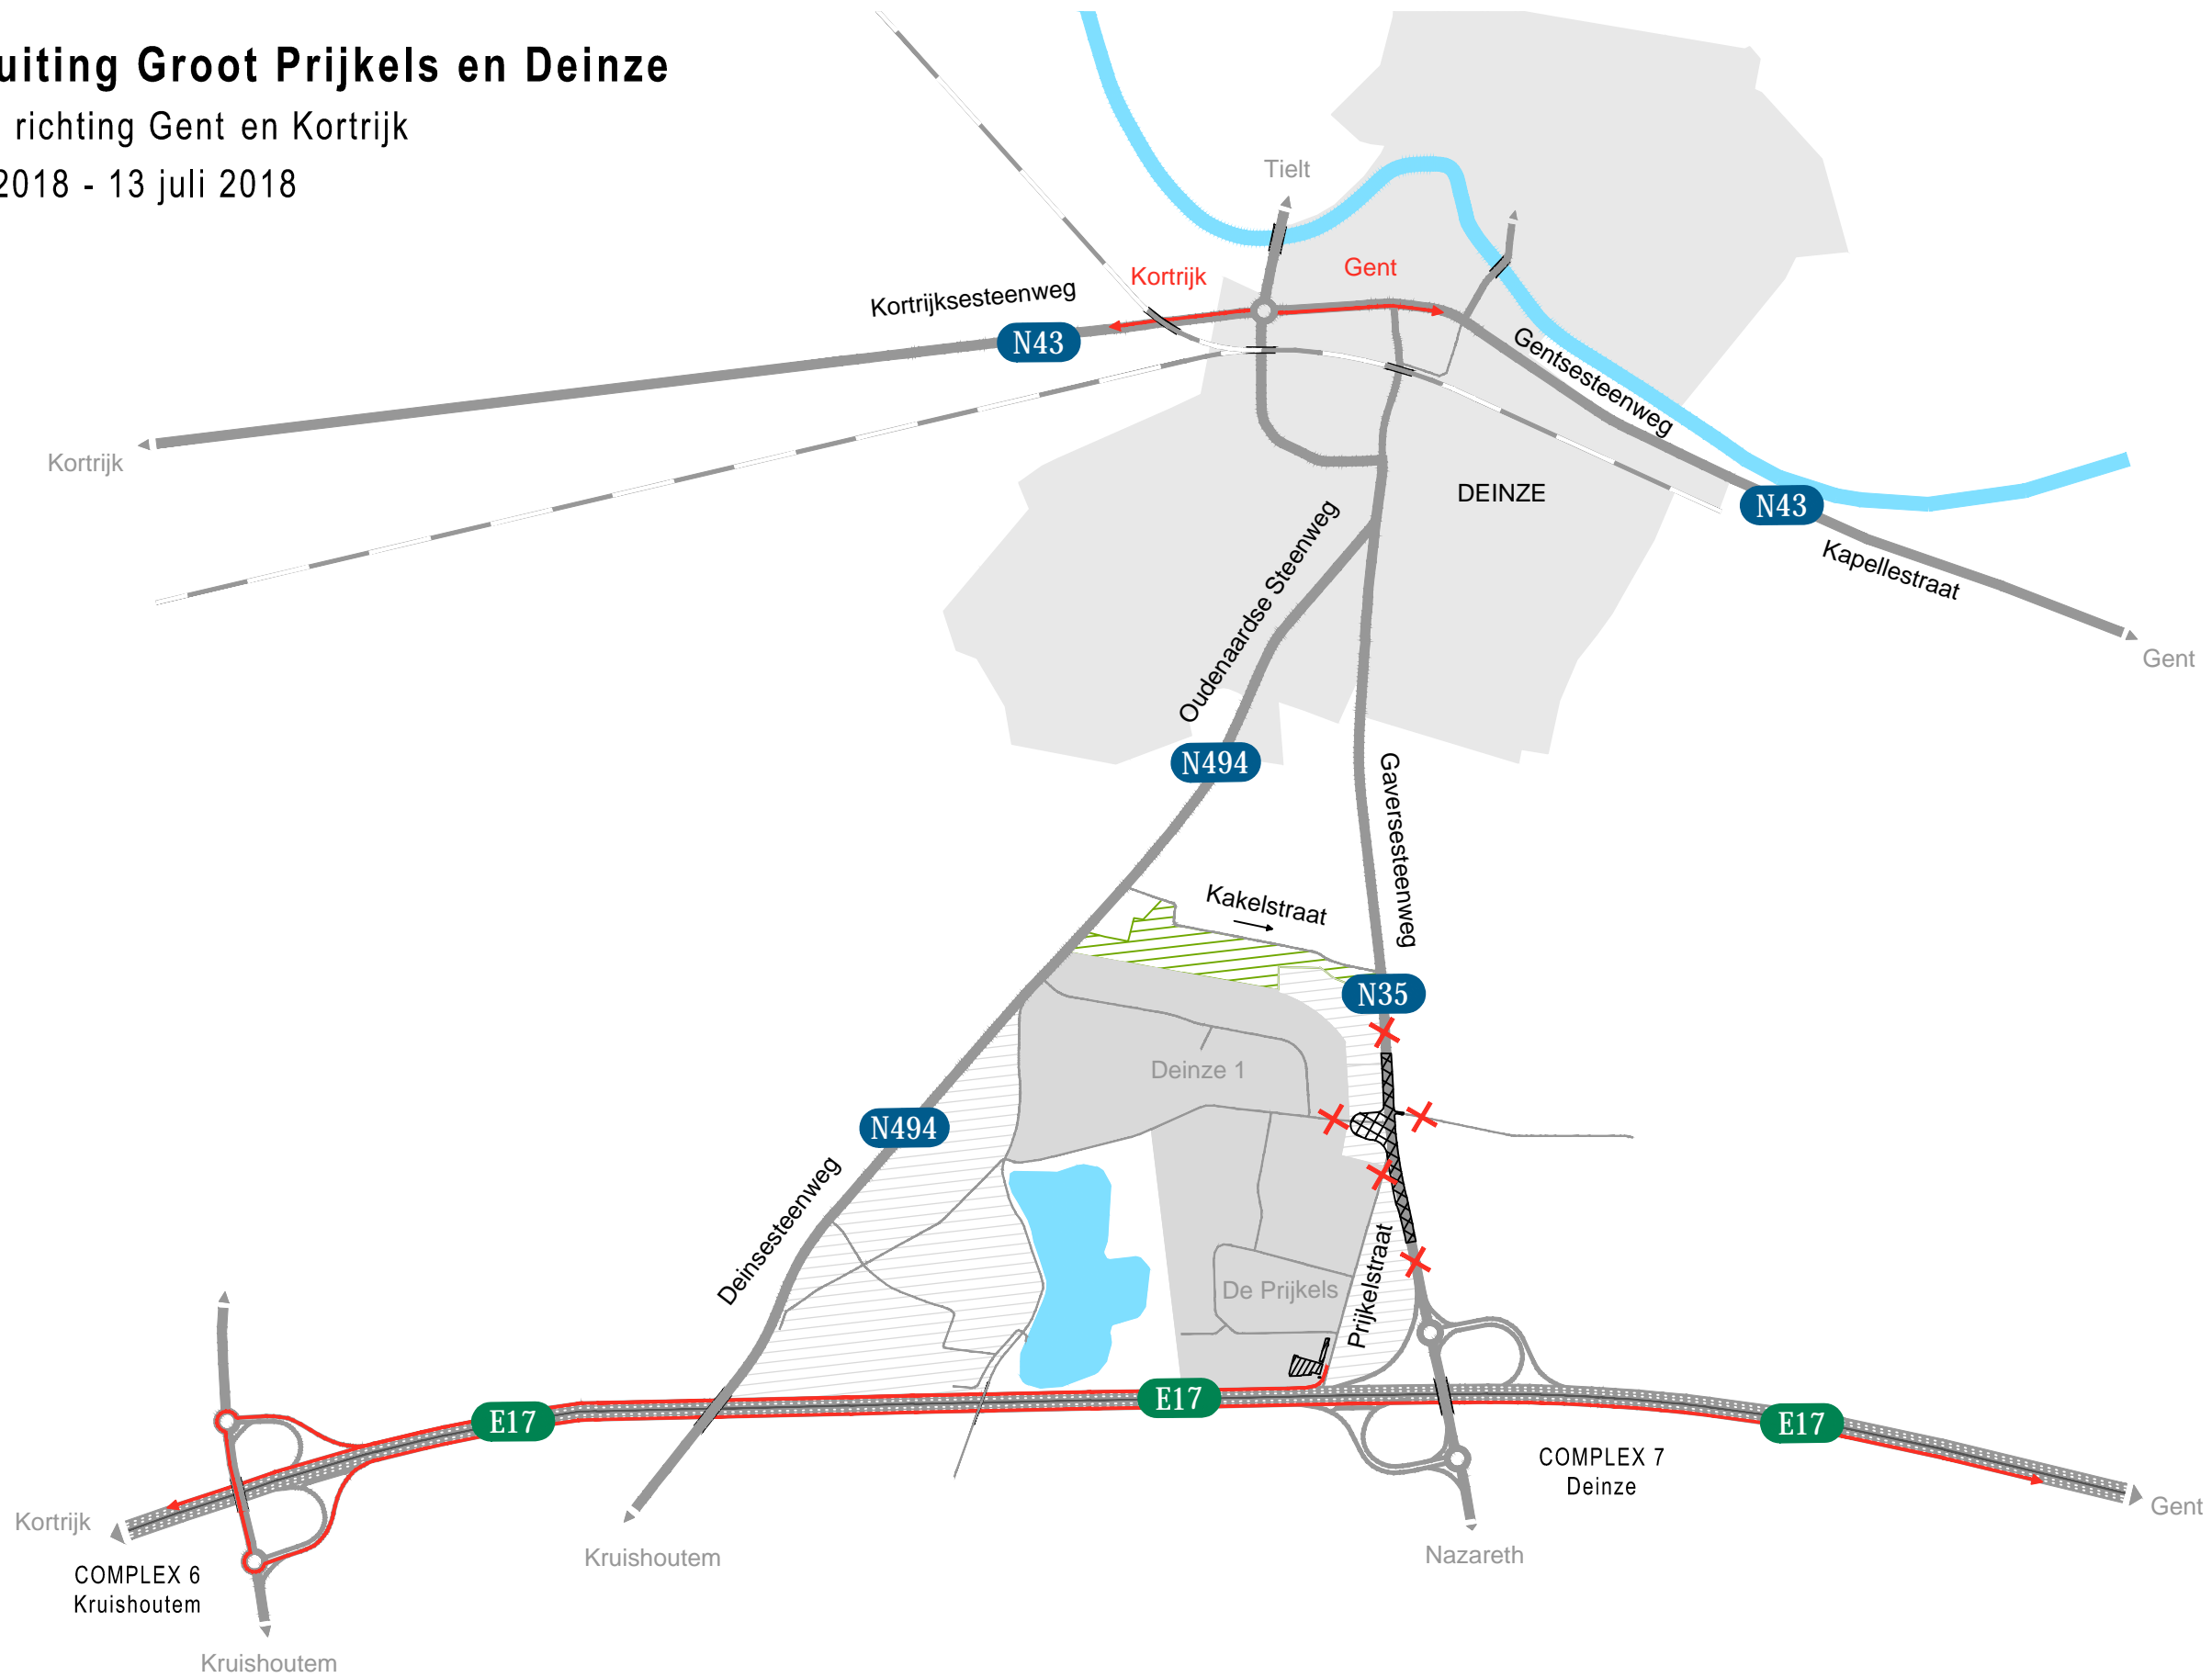 uiting Groot Prijkels en Deinze
richting Gent en Kortrijk
2018 - 13 juli 2018
Tielt
Kortrijk
Gent
Kortrijksesteenweg
N43
Gentsesteenweg
Kortrijk
DEINZE
N43
Kapellestraat
Gent
Oudenaardse Steenweg
N494
Gaversesteenweg
Kakelstraat
N35
Deinze 1
N494
Deinsesteenweg
Prijkelstraat
De Prijkels
E17
E17
E17
COMPLEX 7
Deinze
Gent
Kortrijk
COMPLEX 6
Kruishoutem
Kruishoutem
Nazareth
Kruishoutem